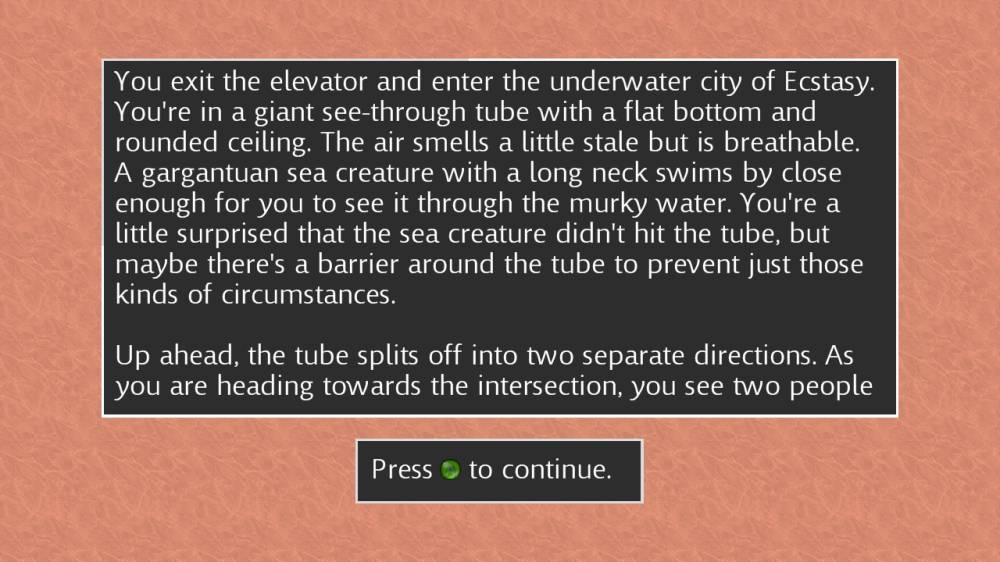 You exit the elevator and enter the underwater city of Ecstasy.
You're in a giant see-through tube with a flat bottom and
rounded ceiling. The air smells a little stale but is breathable.
A gargantuan sea creature with a long neck swims by close
enough for you to see it through the murky water. You're a
little surprised that the sea creature didn't hit the tube, but
maybe there's a barrier around the tube to prevent just those
kinds of circumstances.
Up ahead, the tube splits off into two separate directions. As
you are heading towards the intersection, you see two people
Press to continue.